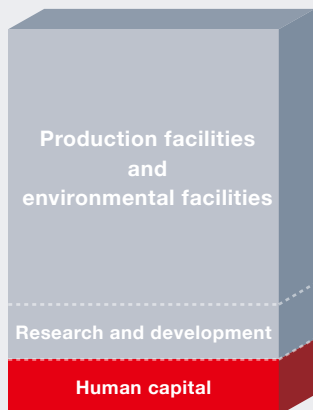 Production facilities
and
environmental facilities
Research and development
Human capital